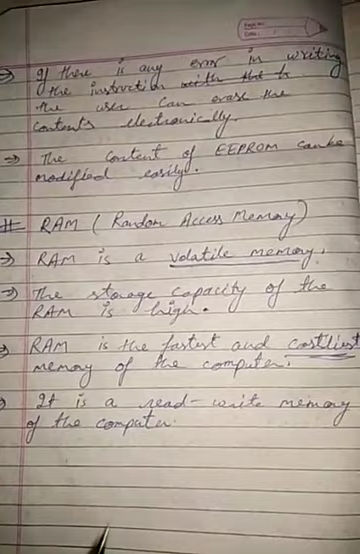 → If there is any error in writing
the instruction with that h
the user can erase the
contents electronically.
→ The content of EEPROM can be
modified easily.
# RAM (Random Access Memory)
→ RAM is a volatile memory.
→ The storage capacity of the
RAM is high.
→ RAM is the fastest and costliest
memory of the computer.
→ It is a read-write memory
of the computer.